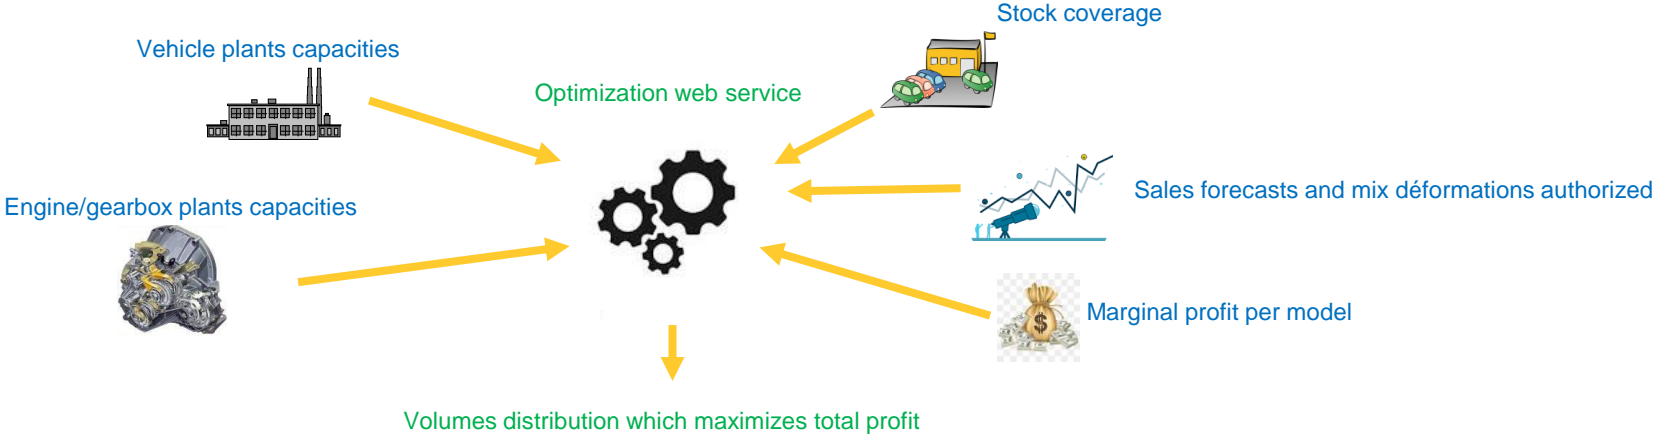 Stock coverage
Vehicle plants capacities
Optimization web service
Sales forecasts and mix déformations authorized
Engine/gearbox plants capacities
$
Marginal profit per model
Volumes distribution which maximizes total profit